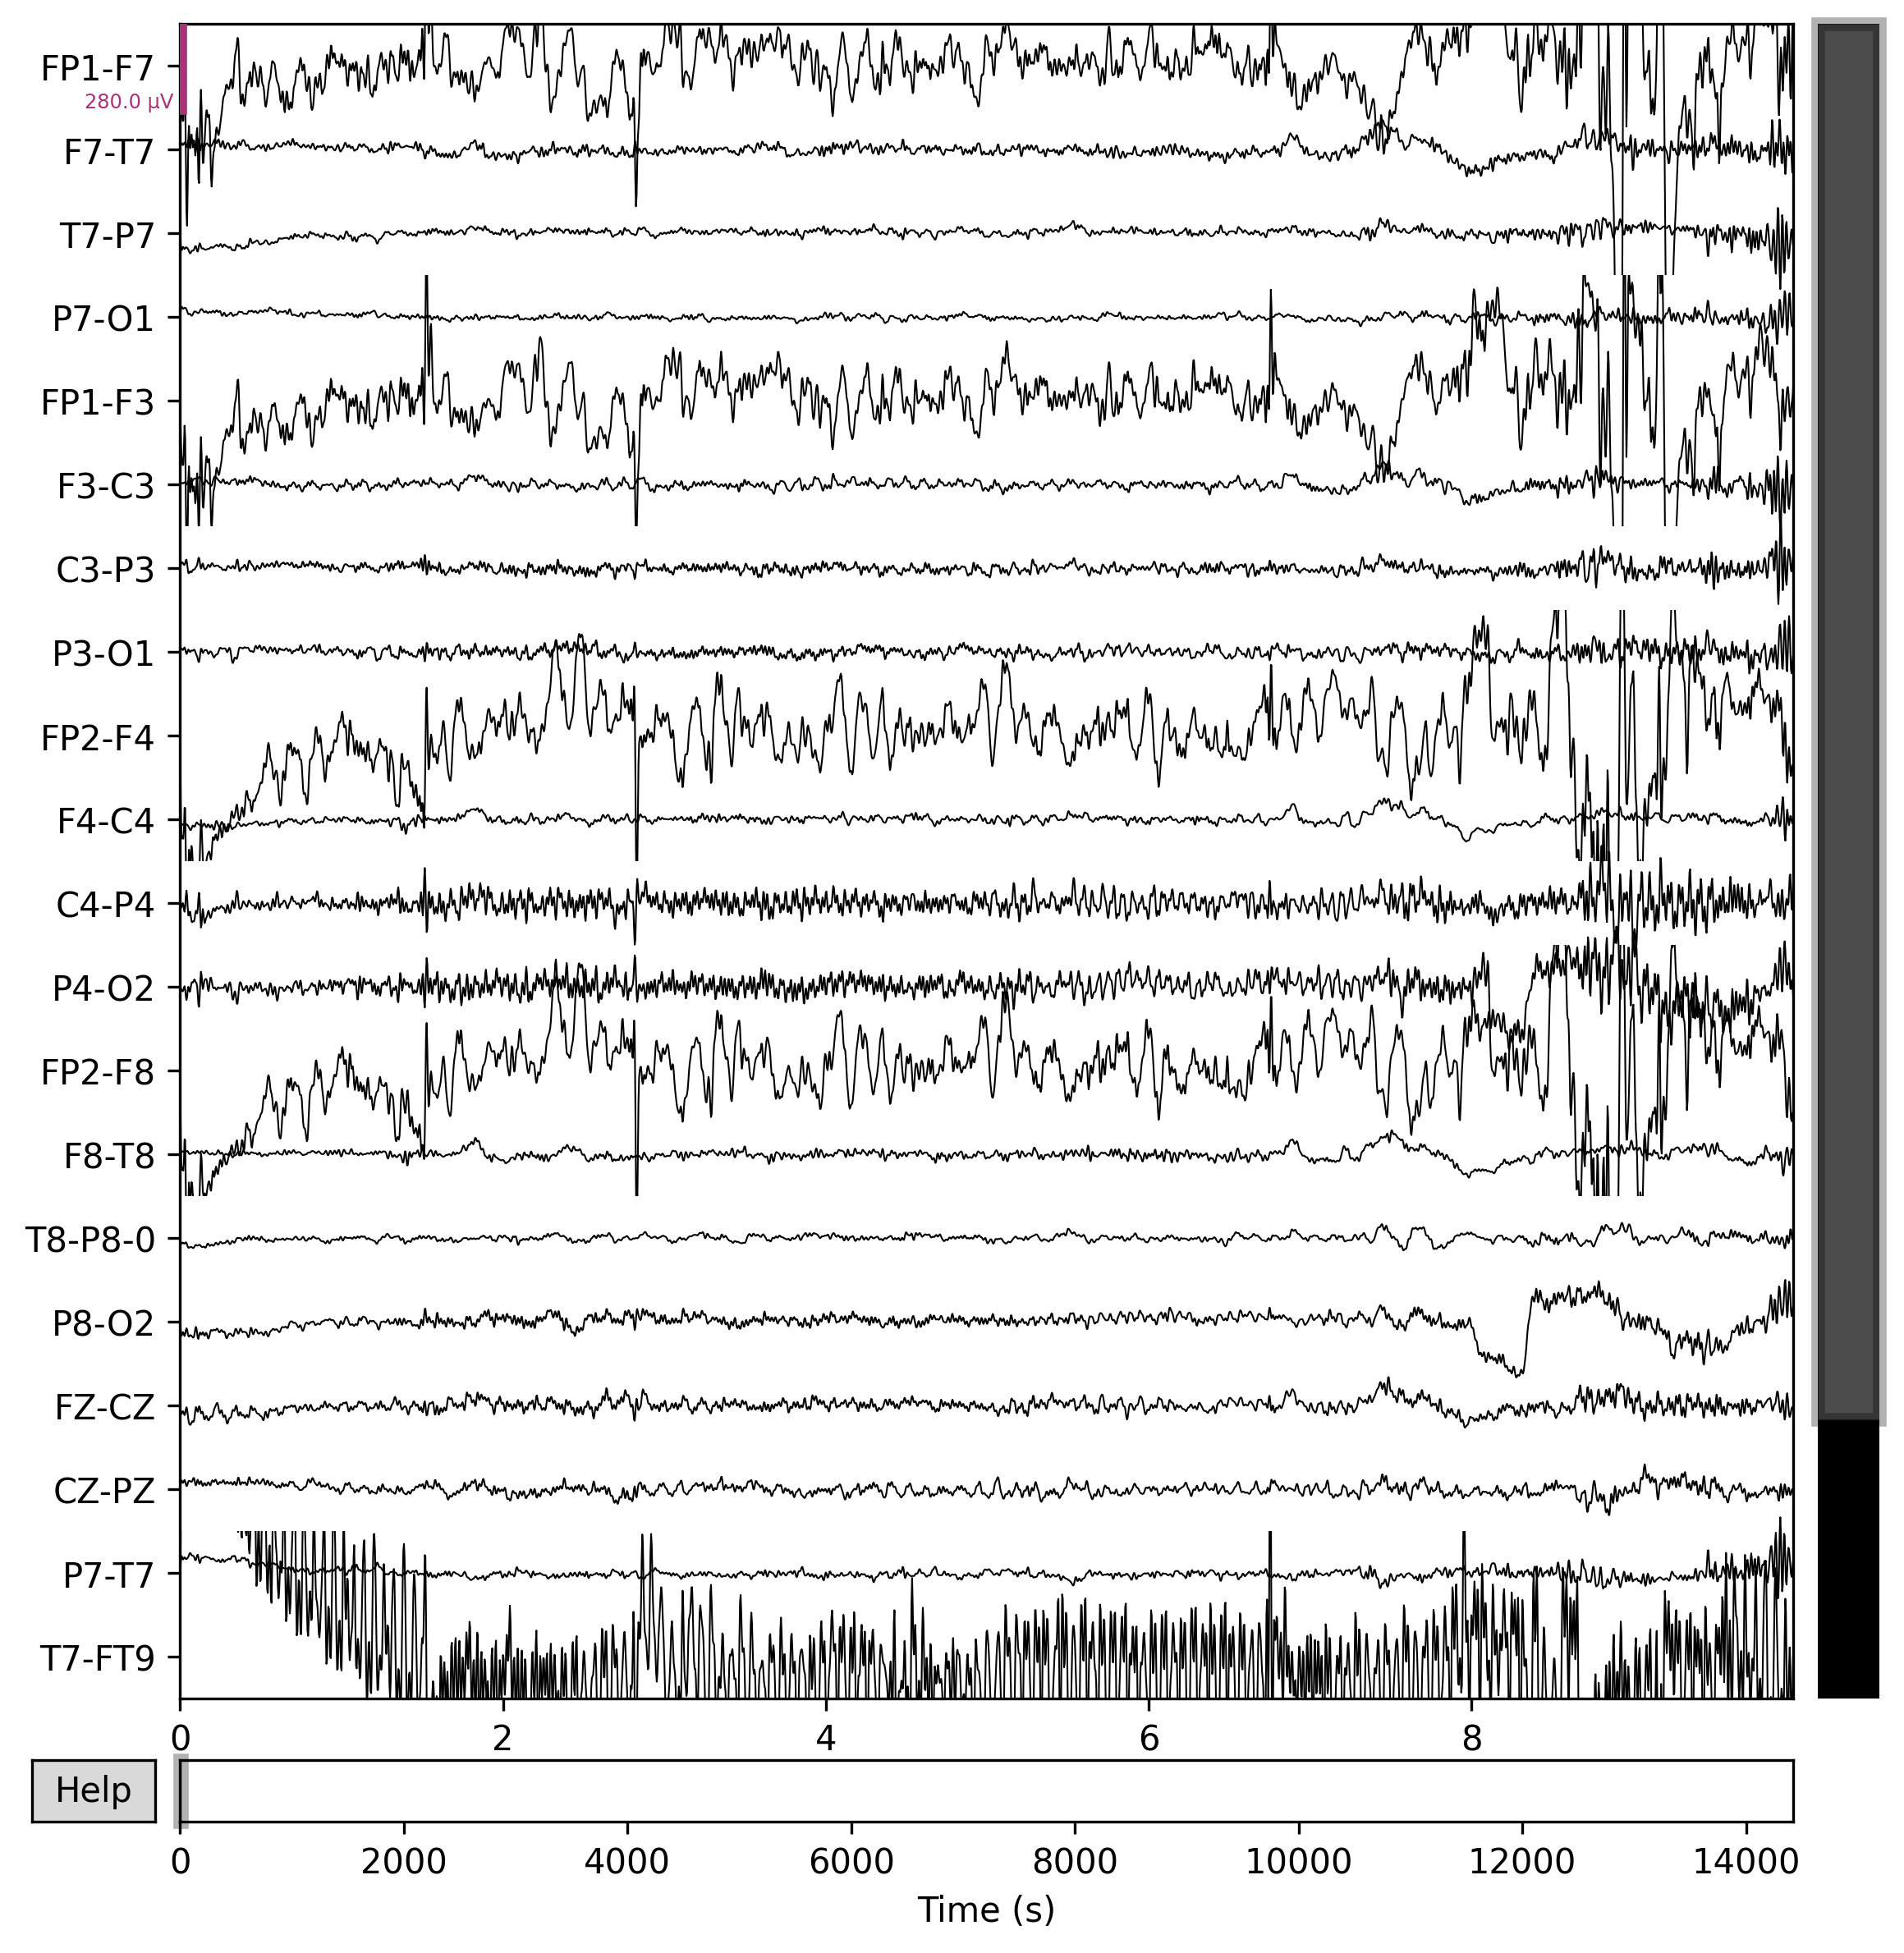 FP1-F7
280.0 µV
F7-T7
T7-P7
P7-O1
FP1-F3
F3-C3
C3-P3
P3-O1
FP2-F4
F4-C4
C4-P4
P4-O2
FP2-F8
F8-T8
T8-P8-0
P8-O2
FZ-CZ
CZ-PZ
P7-T7
T7-FT9
0 2 4 6 8
Help
0 2000 4000 6000 8000 10000 12000 14000
Time (s)